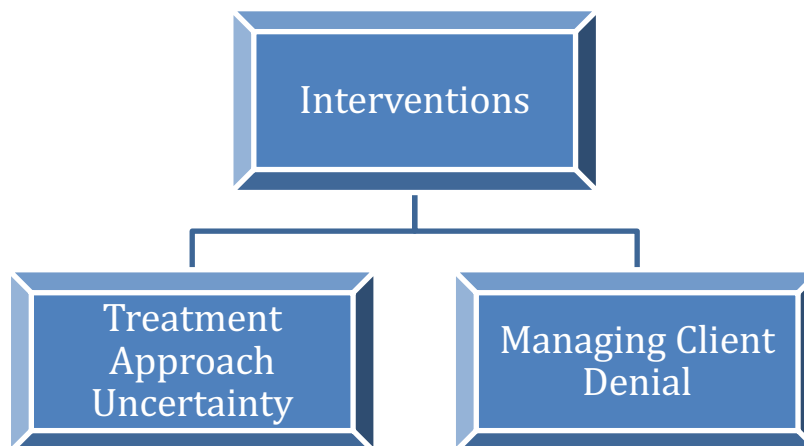 Interventions
Treatment
Approach
Uncertainty
Managing Client
Denial